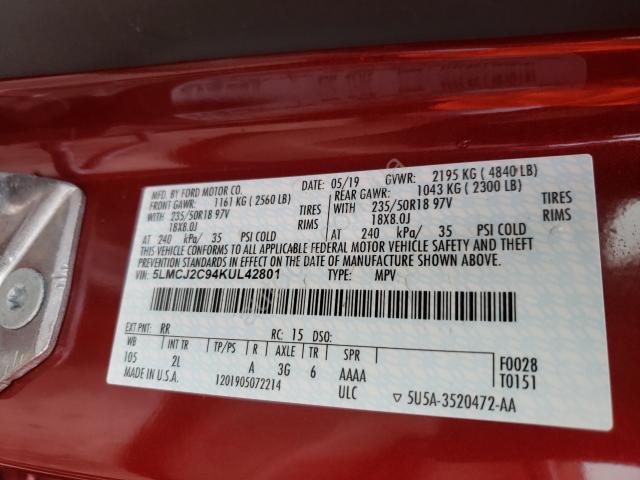 MFD. BY FORD MOTOR CO.
DATE: 05/19 GVWR: 2195 KG ( 4840 LB)
FRONT GAWR: 1161 KG ( 2560 LB)
REAR GAWR: 1043 KG ( 2300 LB)
WITH 235/50R18 97V TIRES
WITH 235/50R18 97V TIRES
18X8.0J RIMS
18X8.0J RIMS
AT 240 kPa/ 35 PSI COLD
AT 240 kPa/ 35 PSI COLD
THIS VEHICLE CONFORMS TO ALL APPLICABLE FEDERAL MOTOR VEHICLE SAFETY AND THEFT
PREVENTION STANDARDS IN EFFECT ON THE DATE OF MANUFACTURE SHOWN ABOVE.
VIN: 5LMCJ2C94KUL42801 TYPE: MPV
EXT PNT: RR RC: 15 DSO:
WB INT TR TP/PS R AXLE TR SPR
105 2L A 3G 6 AAAA
F0028
T0151
MADE IN U.S.A. 1201905072214 ULC 5U5A-3520472-AA